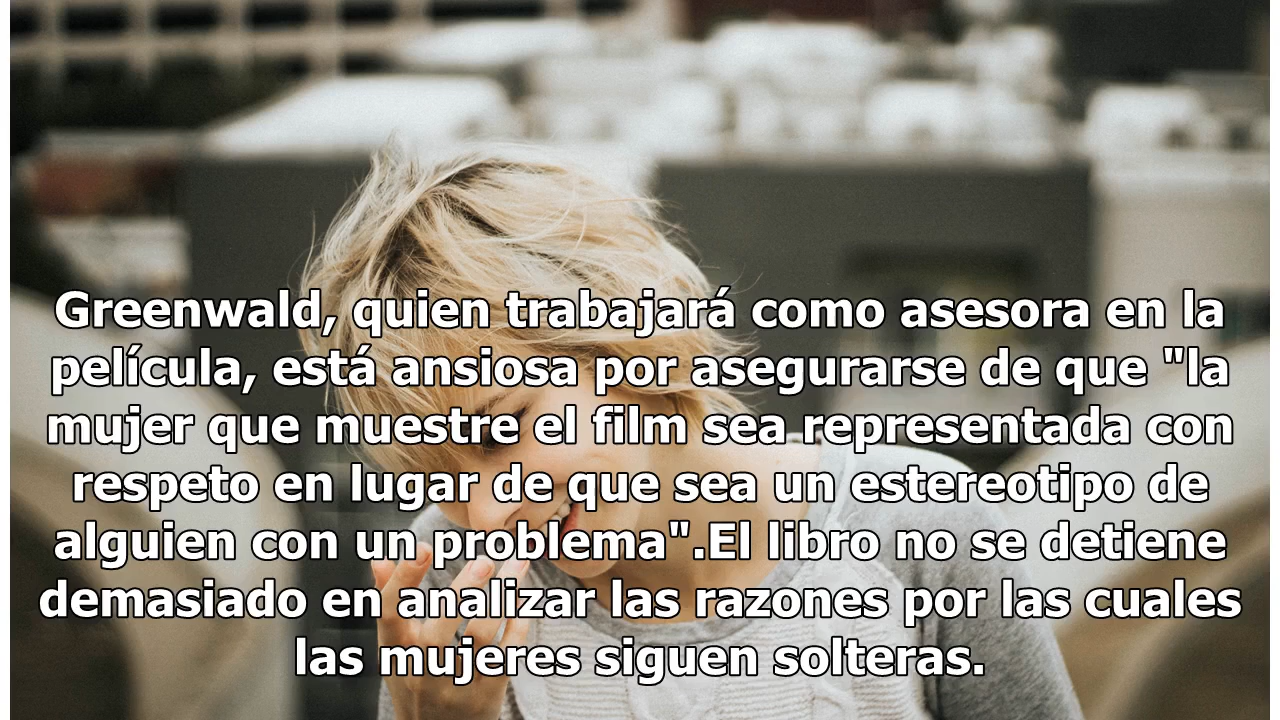 Greenwald, quien trabajará como asesora en la
película, está ansiosa por asegurarse de que "la
mujer que muestre el film sea representada con
respeto en lugar de que sea un estereotipo de
alguien con un problema".El libro no se detiene
demasiado en analizar las razones por las cuales
las mujeres siguen solteras.